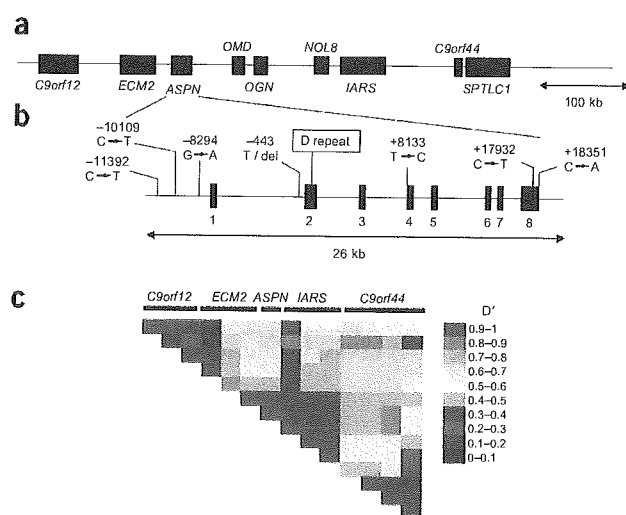 a
OMD NOL8 C9orf44
C9orf12 ECM2 ASPN OGN IARS SPTLC1
100 kb
b
–10109
C → T
–11392
C → T
–8294
G → A
–443
T / del
D repeat
+8133
T → C
+17932
C → T
+18351
C → A
1 2 3 4 5 6 7 8
26 kb
c
C9orf12 ECM2 ASPN IARS C9orf44
D′
0.9–1
0.8–0.9
0.7–0.8
0.6–0.7
0.5–0.6
0.4–0.5
0.3–0.4
0.2–0.3
0.1–0.2
0–0.1